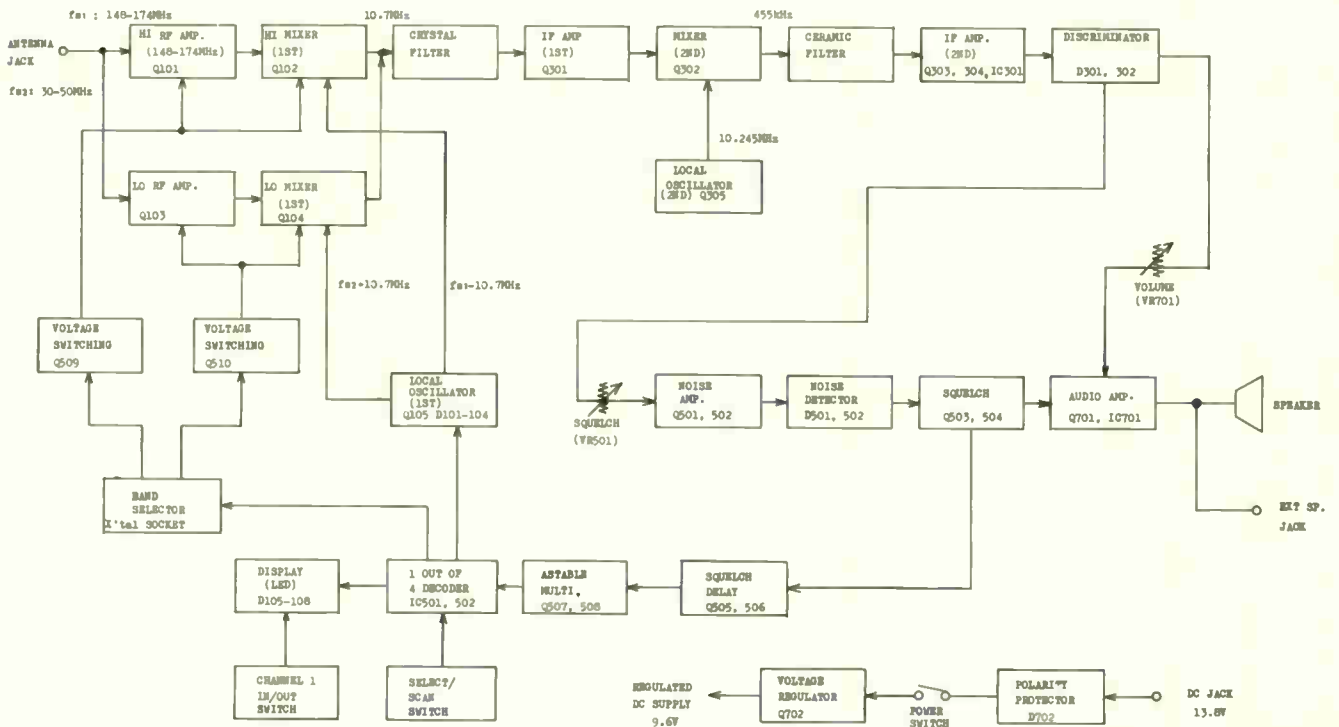 fs1 : 148-174MHz
10.7MHz
455kHz
ANTENNA
JACK
HI RF AMP.
(148-174MHz)
Q101
HI MIXER
(1ST)
Q102
CRYSTAL
FILTER
IF AMP
(1ST)
Q301
MIXER
(2ND)
Q302
CERAMIC
FILTER
IF AMP.
(2ND)
Q303, 304, IC301
DISCRIMINATOR
D301, 302
fs2: 30-50MHz
10.245MHz
LOCAL
OSCILLATOR
(2ND) Q305
LO RF AMP.
Q103
LO MIXER
(1ST)
Q104
fs2+10.7MHz
fs1-10.7MHz
VOLUME
(VR701)
VOLTAGE
SWITCHING
Q509
VOLTAGE
SWITCHING
Q510
LOCAL
OSCILLATOR
(1ST)
Q105 D101-104
SQUELCH
(VR501)
NOISE
AMP.
Q501, 502
NOISE
DETECTOR
D501, 502
SQUELCH
Q503, 504
AUDIO AMP.
Q701, IC701
SPEAKER
EXT SP.
JACK
BAND
SELECTOR
X'tal SOCKET
DISPLAY
(LED)
D105-108
1 OUT OF
4 DECODER
IC501, 502
ASTABLE
MULTI.
Q507, 508
SQUELCH
DELAY
Q505, 506
CHANNEL 1
IN/OUT
SWITCH
SELECT/
SCAN
SWITCH
REGULATED
DC SUPPLY
9.6V
VOLTAGE
REGULATOR
Q702
POWER
SWITCH
POLARITY
PROTECTOR
D702
DC JACK
13.8V